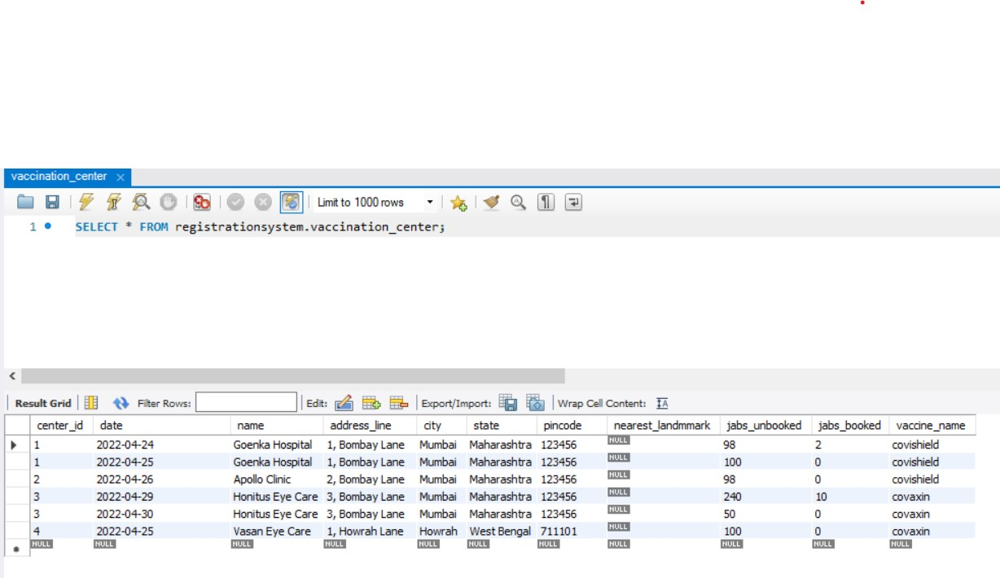 vaccination_center
Limit to 1000 rows
1 SELECT * FROM registrationsystem.vaccination_center;
Result Grid Filter Rows: Edit: Export/Import: Wrap Cell Content:
center_id date name address_line city state pincode nearest_landmmark jabs_unbooked jabs_booked vaccine_name
1 2022-04-24 Goenka Hospital 1, Bombay Lane Mumbai Maharashtra 123456 NULL 98 2 covishield
1 2022-04-25 Goenka Hospital 1, Bombay Lane Mumbai Maharashtra 123456 NULL 100 0 covishield
2 2022-04-26 Apollo Clinic 2, Bombay Lane Mumbai Maharashtra 123456 NULL 98 0 covishield
3 2022-04-29 Honitus Eye Care 3, Bombay Lane Mumbai Maharashtra 123456 NULL 240 10 covaxin
3 2022-04-30 Honitus Eye Care 3, Bombay Lane Mumbai Maharashtra 123456 NULL 50 0 covaxin
4 2022-04-25 Vasan Eye Care 1, Howrah Lane Howrah West Bengal 711101 NULL 100 0 covaxin
NULL NULL NULL NULL NULL NULL NULL NULL NULL NULL NULL